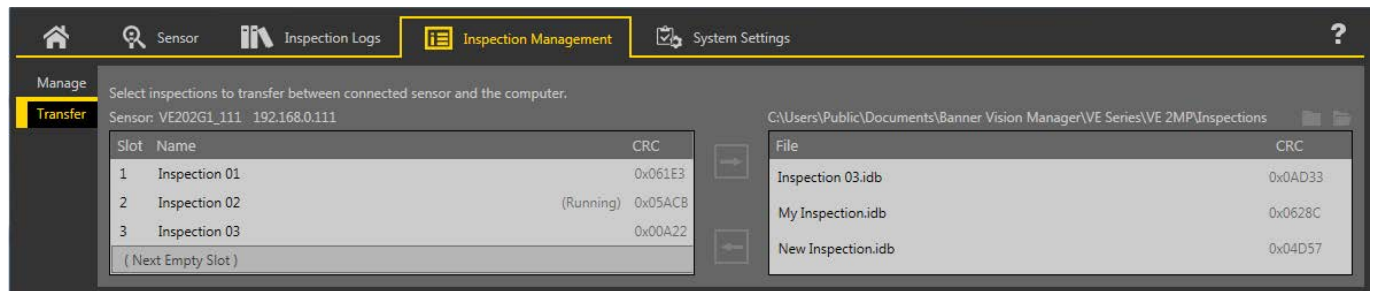 Sensor Inspection Logs Inspection Management System Settings ?
Manage
Transfer
Select inspections to transfer between connected sensor and the computer.
Sensor: VE202G1_111 192.168.0.111
C:\Users\Public\Documents\Banner Vision Manager\VE Series\VE 2MP\Inspections
Slot Name CRC
1 Inspection 01 0x061E3
2 Inspection 02 (Running) 0x05ACB
3 Inspection 03 0x00A22
( Next Empty Slot )
File CRC
Inspection 03.idb 0x0AD33
My Inspection.idb 0x0628C
New Inspection.idb 0x04D57